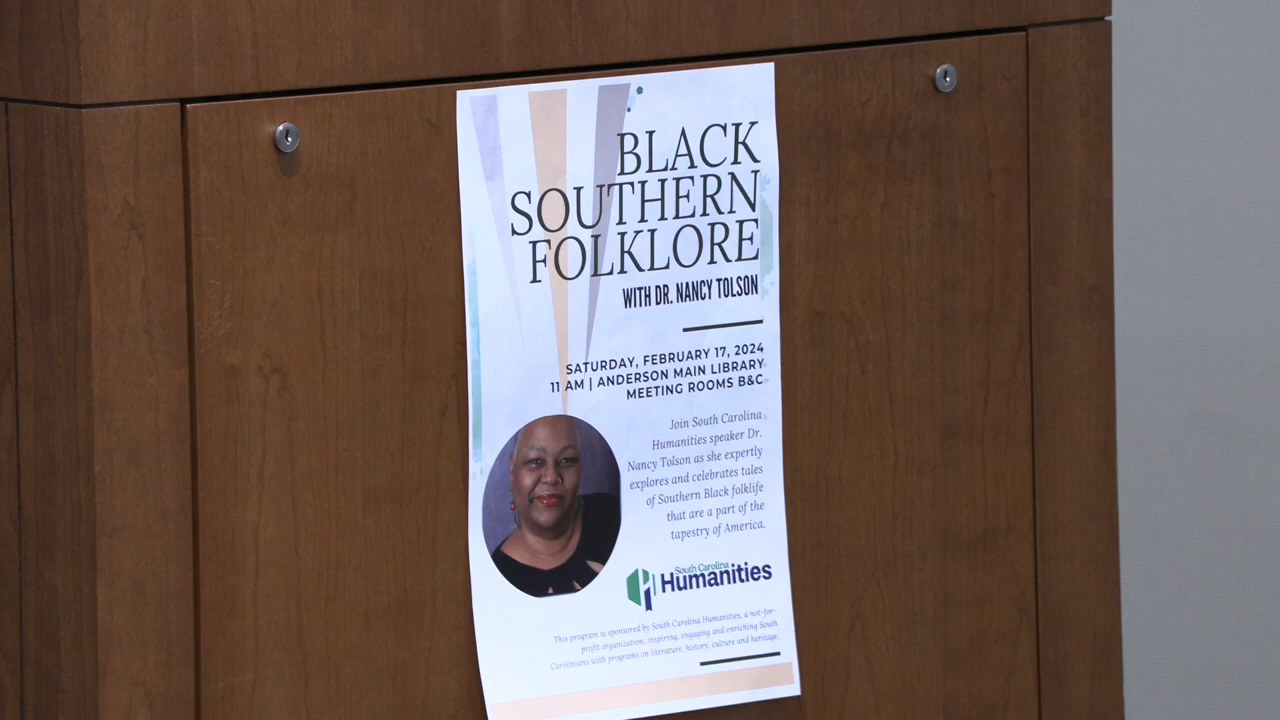 BLACK
SOUTHERN
FOLKLORE
WITH DR. NANCY TOLSON
SATURDAY, FEBRUARY 17, 2024
11 AM | ANDERSON MAIN LIBRARY
MEETING ROOMS B&C
Join South Carolina
Humanities speaker Dr.
Nancy Tolson as she expertly
explores and celebrates tales
of Southern Black folklife
that are a part of the
tapestry of America.
South Carolina
Humanities
This program is sponsored by South Carolina Humanities, a not-for-
profit organization; inspiring, engaging and enriching South
Carolinians with programs on literature, history, culture and heritage.